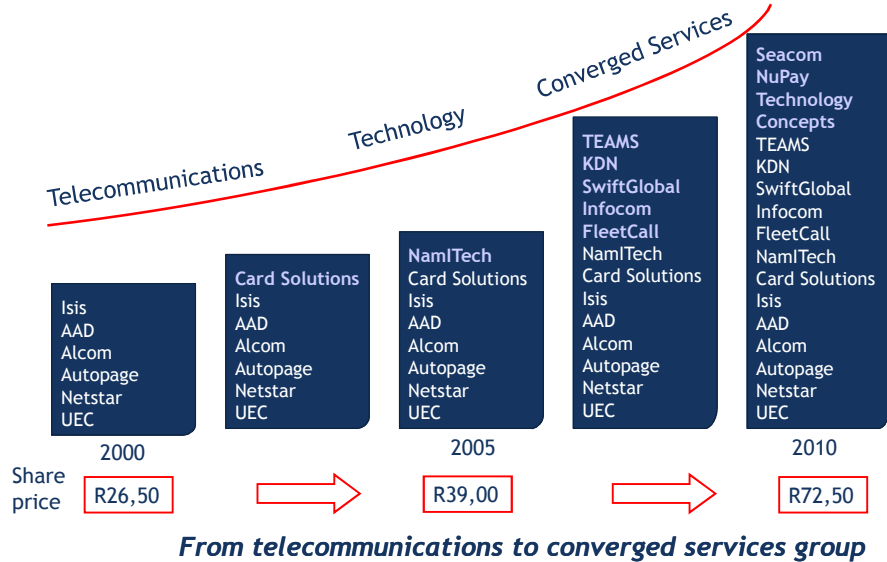 Telecommunications
Technology
Converged Services
Isis
AAD
Alcom
Autopage
Netstar
UEC
Card Solutions
Isis
AAD
Alcom
Autopage
Netstar
UEC
NamITech
Card Solutions
Isis
AAD
Alcom
Autopage
Netstar
UEC
TEAMS
KDN
SwiftGlobal
Infocom
FleetCall
NamITech
Card Solutions
Isis
AAD
Alcom
Autopage
Netstar
UEC
Seacom
NuPay
Technology
Concepts
TEAMS
KDN
SwiftGlobal
Infocom
FleetCall
NamITech
Card Solutions
Isis
AAD
Alcom
Autopage
Netstar
UEC
2000
2005
2010
Share
price
R26,50
R39,00
R72,50
From telecommunications to converged services group